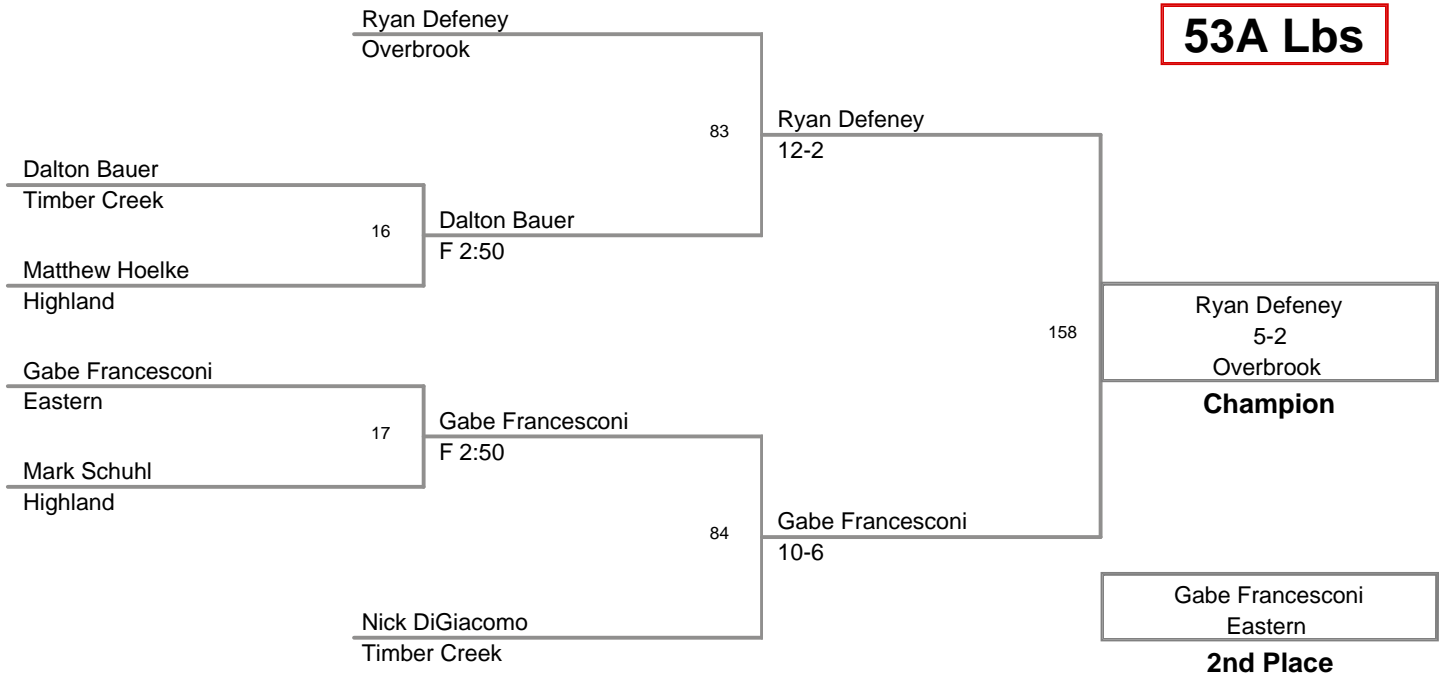 53A Lbs
Ryan Defeney
Overbrook
83
Ryan Defeney
12-2
Dalton Bauer
Timber Creek
16
Dalton Bauer
F 2:50
Matthew Hoelke
Highland
158
Ryan Defeney
5-2
Overbrook
Champion
Gabe Francesconi
Eastern
17
Gabe Francesconi
F 2:50
Mark Schuhl
Highland
84
Gabe Francesconi
10-6
Nick DiGiacomo
Timber Creek
Gabe Francesconi
Eastern
2nd Place